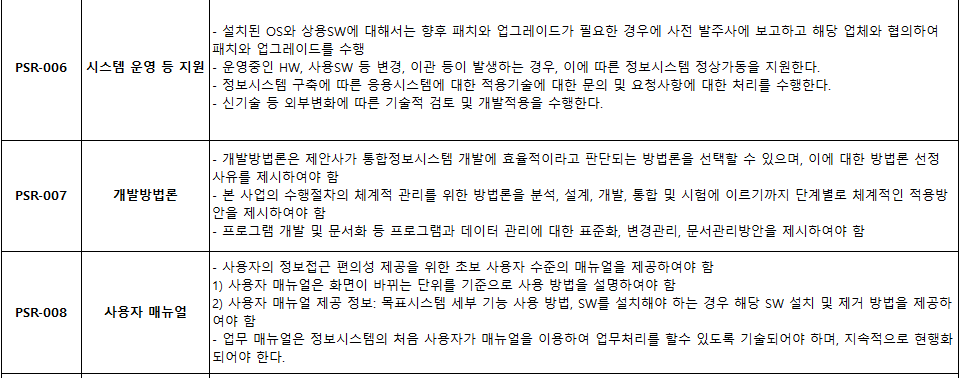 PSR-006
시스템 운영 등 지원
- 설치된 OS와 상용SW에 대해서는 향후 패치와 업그레이드가 필요한 경우에 사전 발주사에 보고하고 해당 업체와 협의하여
패치와 업그레이드를 수행
- 운영중인 HW, 사용SW 등 변경, 이관 등이 발생하는 경우, 이에 따른 정보시스템 정상가동을 지원한다.
- 정보시스템 구축에 따른 응용시스템에 대한 적용기술에 대한 문의 및 요청사항에 대한 처리를 수행한다.
- 신기술 등 외부변화에 따른 기술적 검토 및 개발적용을 수행한다.
PSR-007
개발방법론
- 개발방법론은 제안사가 통합정보시스템 개발에 효율적이라고 판단되는 방법론을 선택할 수 있으며, 이에 대한 방법론 선정
사유를 제시하여야 함
- 본 사업의 수행절차의 체계적 관리를 위한 방법론을 분석, 설계, 개발, 통합 및 시험에 이르기까지 단계별로 체계적인 적용방
안을 제시하여야 함
- 프로그램 개발 및 문서화 등 프로그램과 데이터 관리에 대한 표준화, 변경관리, 문서관리방안을 제시하여야 함
PSR-008
사용자 매뉴얼
- 사용자의 정보접근 편의성 제공을 위한 초보 사용자 수준의 매뉴얼을 제공하여야 함
1) 사용자 매뉴얼은 화면이 바뀌는 단위를 기준으로 사용 방법을 설명하여야 함
2) 사용자 매뉴얼 제공 정보: 목표시스템 세부 기능 사용 방법, SW를 설치해야 하는 경우 해당 SW 설치 및 제거 방법을 제공하
여야 함
- 업무 매뉴얼은 정보시스템의 처음 사용자가 매뉴얼을 이용하여 업무처리를 할수 있도록 기술되어야 하며, 지속적으로 현행화
되어야 한다.